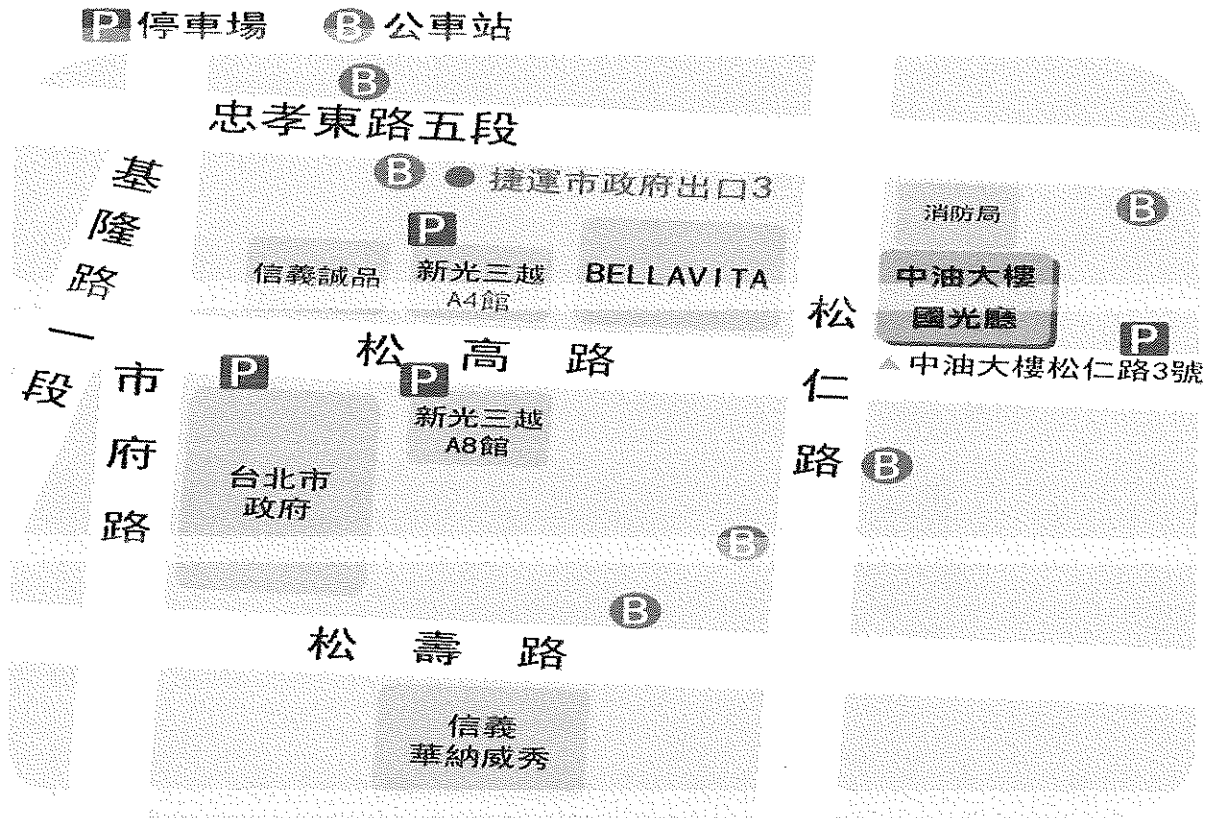 P 停車場 B 公車站
B
忠孝東路五段
基隆路一段
B 捷運市政府出口3
消防局
B
P
信義誠品
新光三越
A4館
BELLAVITA
中油大樓
國光廳
P
中油大樓松仁路3號
松高路
松仁路
市府路
P
P
新光三越
A8館
台北市
政府
B
B
B
松壽路
信義
華納威秀